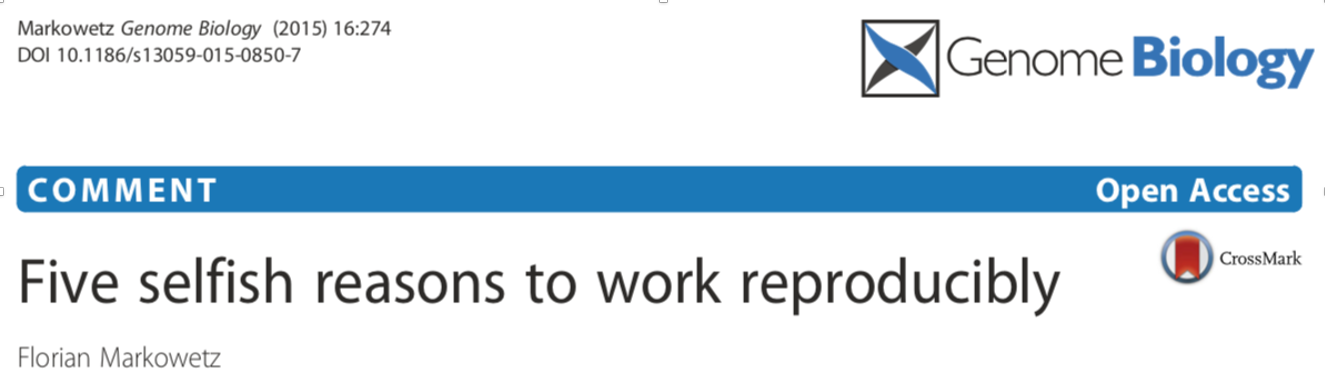 Markowetz Genome Biology (2015) 16:274
DOI 10.1186/s13059-015-0850-7
Genome Biology
COMMENT
Open Access
Five selfish reasons to work reproducibly
CrossMark
Florian Markowetz